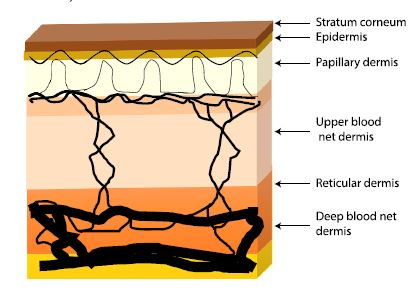 Stratum corneum
Epidermis
Papillary dermis
Upper blood
net dermis
Reticular dermis
Deep blood net
dermis